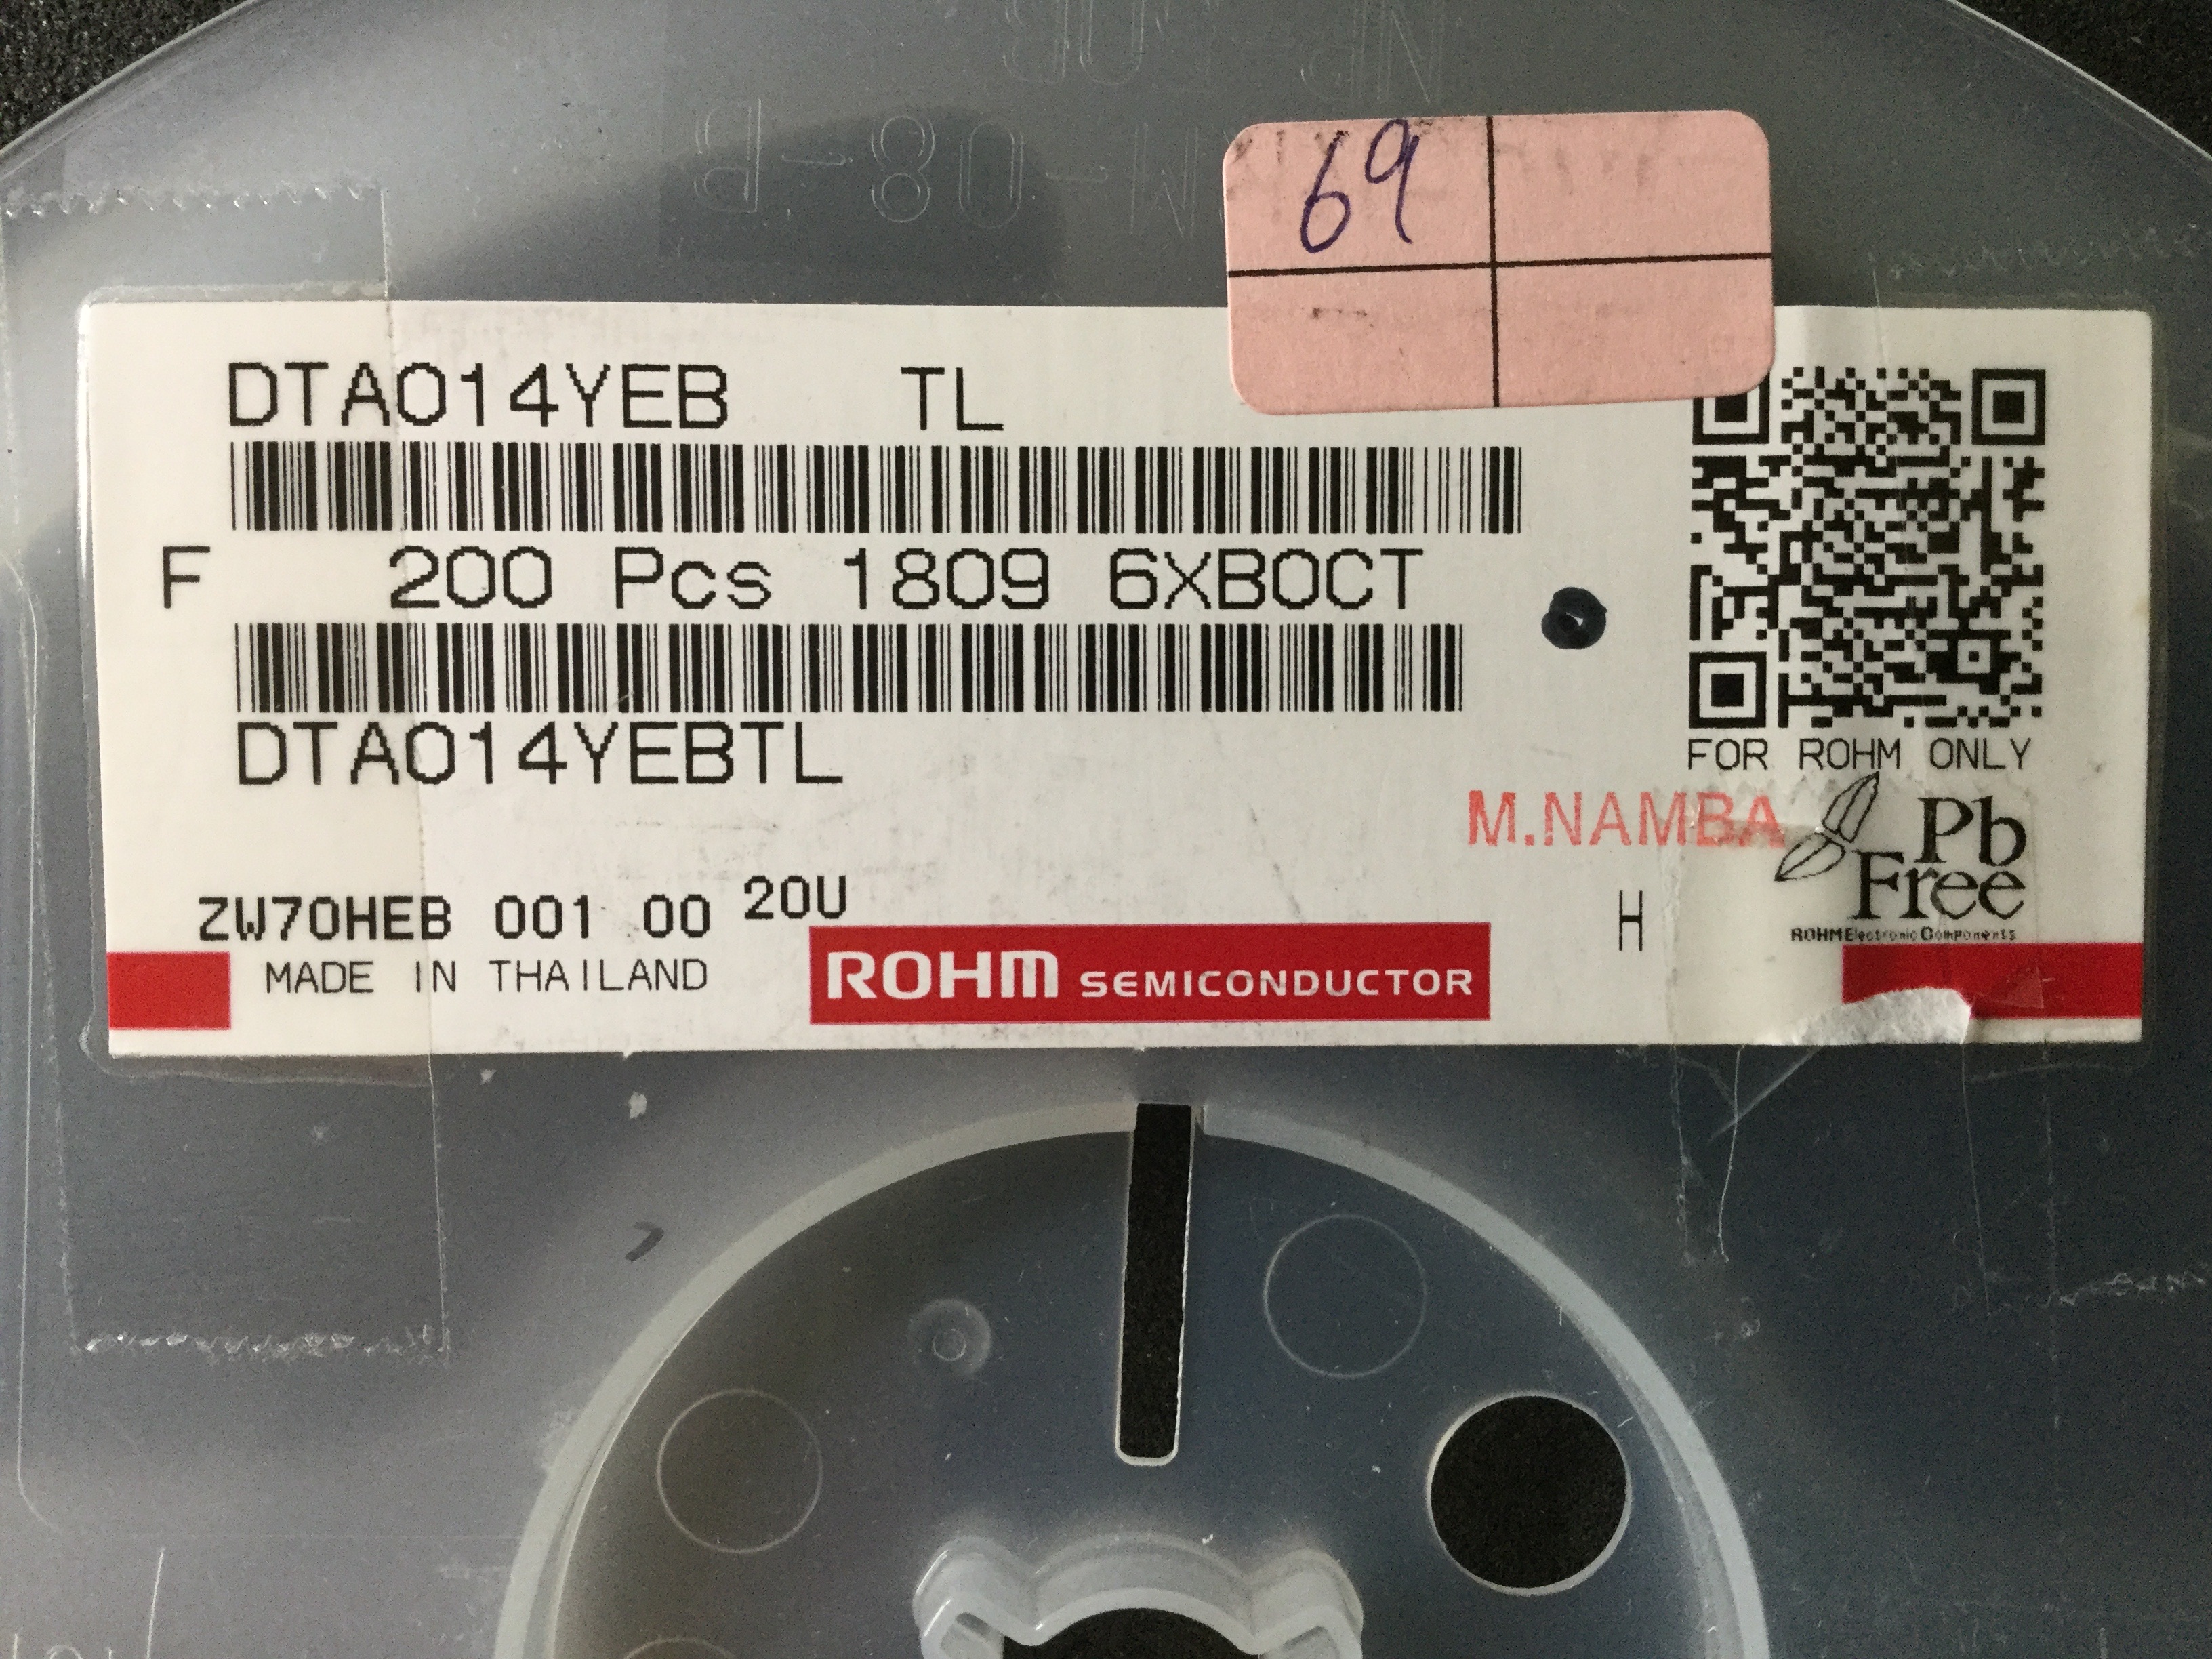 69
DTA014YEB TL
F 200 Pcs 1809 6XB0CT
DTA014YEBTL
FOR ROHM ONLY
M.NAMBA
Pb
Free
ROHM Electronic Components
ZW70HEB 001 00 20U
H
MADE IN THAILAND
ROHM SEMICONDUCTOR